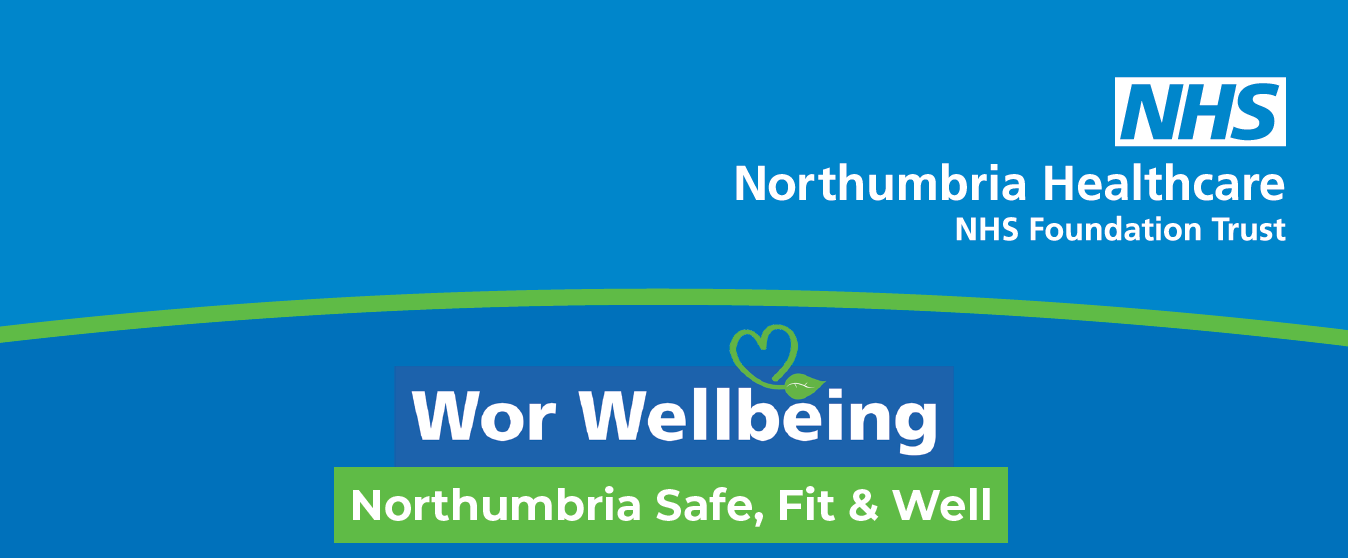 NHS
Northumbria Healthcare
NHS Foundation Trust
Wor Wellbeing
Northumbria Safe, Fit & Well